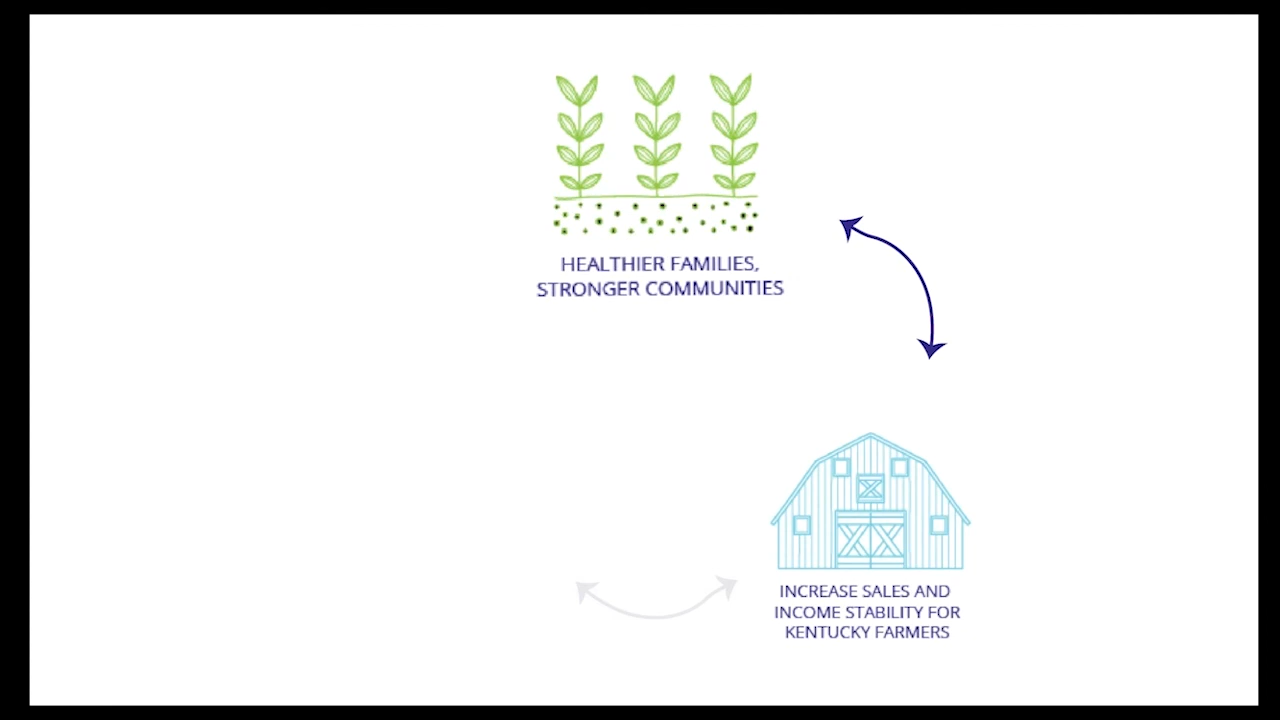 HEALTHIER FAMILIES,
STRONGER COMMUNITIES
INCREASE SALES AND
INCOME STABILITY FOR
KENTUCKY FARMERS